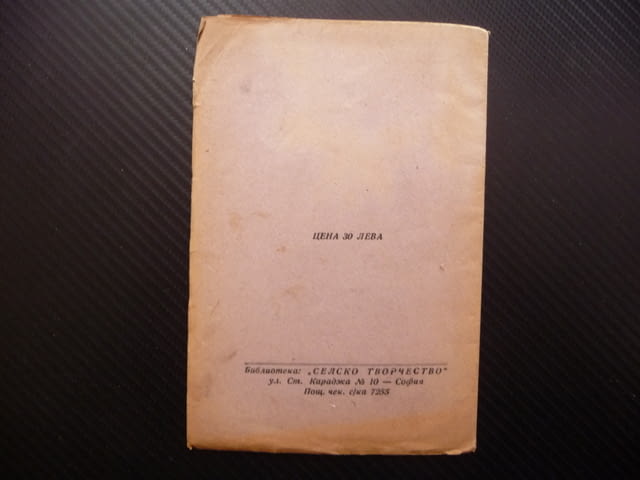 ЦЕНА 30 ЛЕВА
Библиотека: „СЕЛСКО ТВОРЧЕСТВО"
ул. Ст. Караджа № 10 — София
Пощ. чек. с/ка 7255